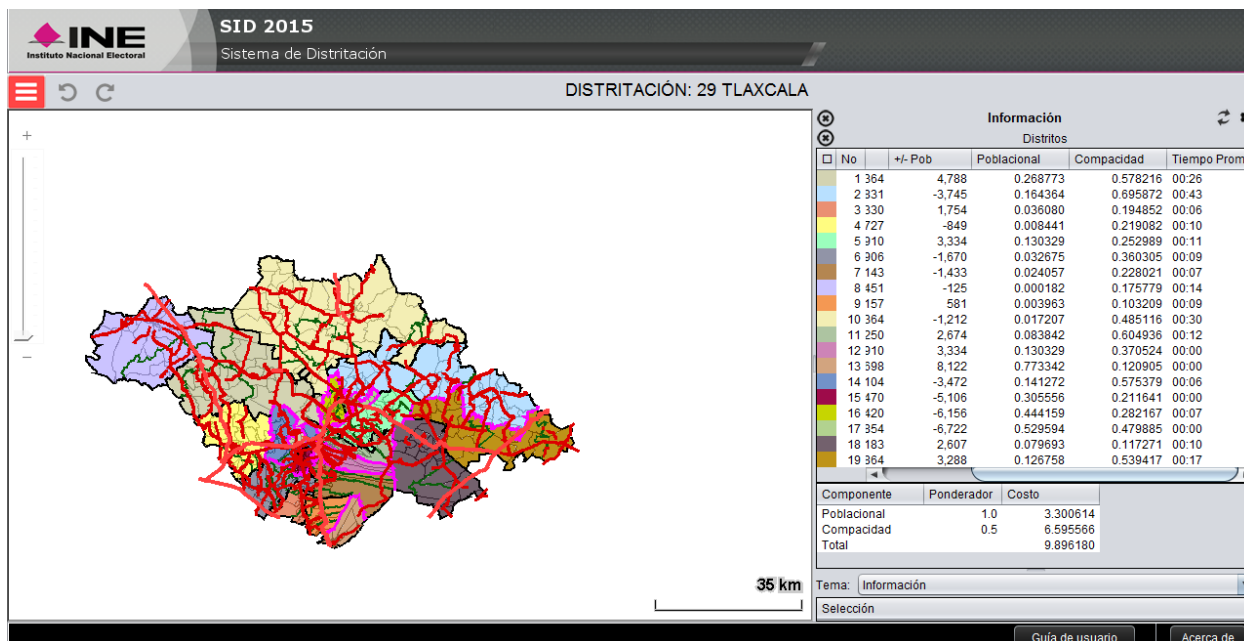 SID 2015
INE
Instituto Nacional Electoral
Sistema de Distritación
DISTRITACIÓN: 29 TLAXCALA
Información
Distritos
No +/- Pob Poblacional Compacidad Tiempo Prom
1 364 4,788 0.268773 0.578216 00:26
2 331 -3,745 0.164364 0.695872 00:43
3 330 1,754 0.036080 0.194852 00:06
4 727 -849 0.008441 0.219082 00:10
5 910 3,334 0.130329 0.252989 00:11
6 906 -1,670 0.032675 0.360305 00:09
7 143 -1,433 0.024057 0.228021 00:07
8 451 -125 0.000182 0.175779 00:14
9 157 581 0.003963 0.103209 00:09
10 364 -1,212 0.017207 0.485116 00:30
11 250 2,674 0.083842 0.604936 00:12
12 910 3,334 0.130329 0.370524 00:00
13 698 8,122 0.773342 0.120905 00:00
14 104 -3,472 0.141272 0.575379 00:06
15 470 -5,106 0.305556 0.211641 00:00
16 420 -6,156 0.444159 0.282167 00:07
17 354 -6,722 0.529594 0.479885 00:00
18 183 2,607 0.079693 0.117271 00:10
19 364 3,288 0.126758 0.539417 00:17
Componente Ponderador Costo
Poblacional 1.0 3.300614
Compacidad 0.5 6.595566
Total 9.896180
35 km
Tema: Información
Selección
Guía de usuario Acerca de